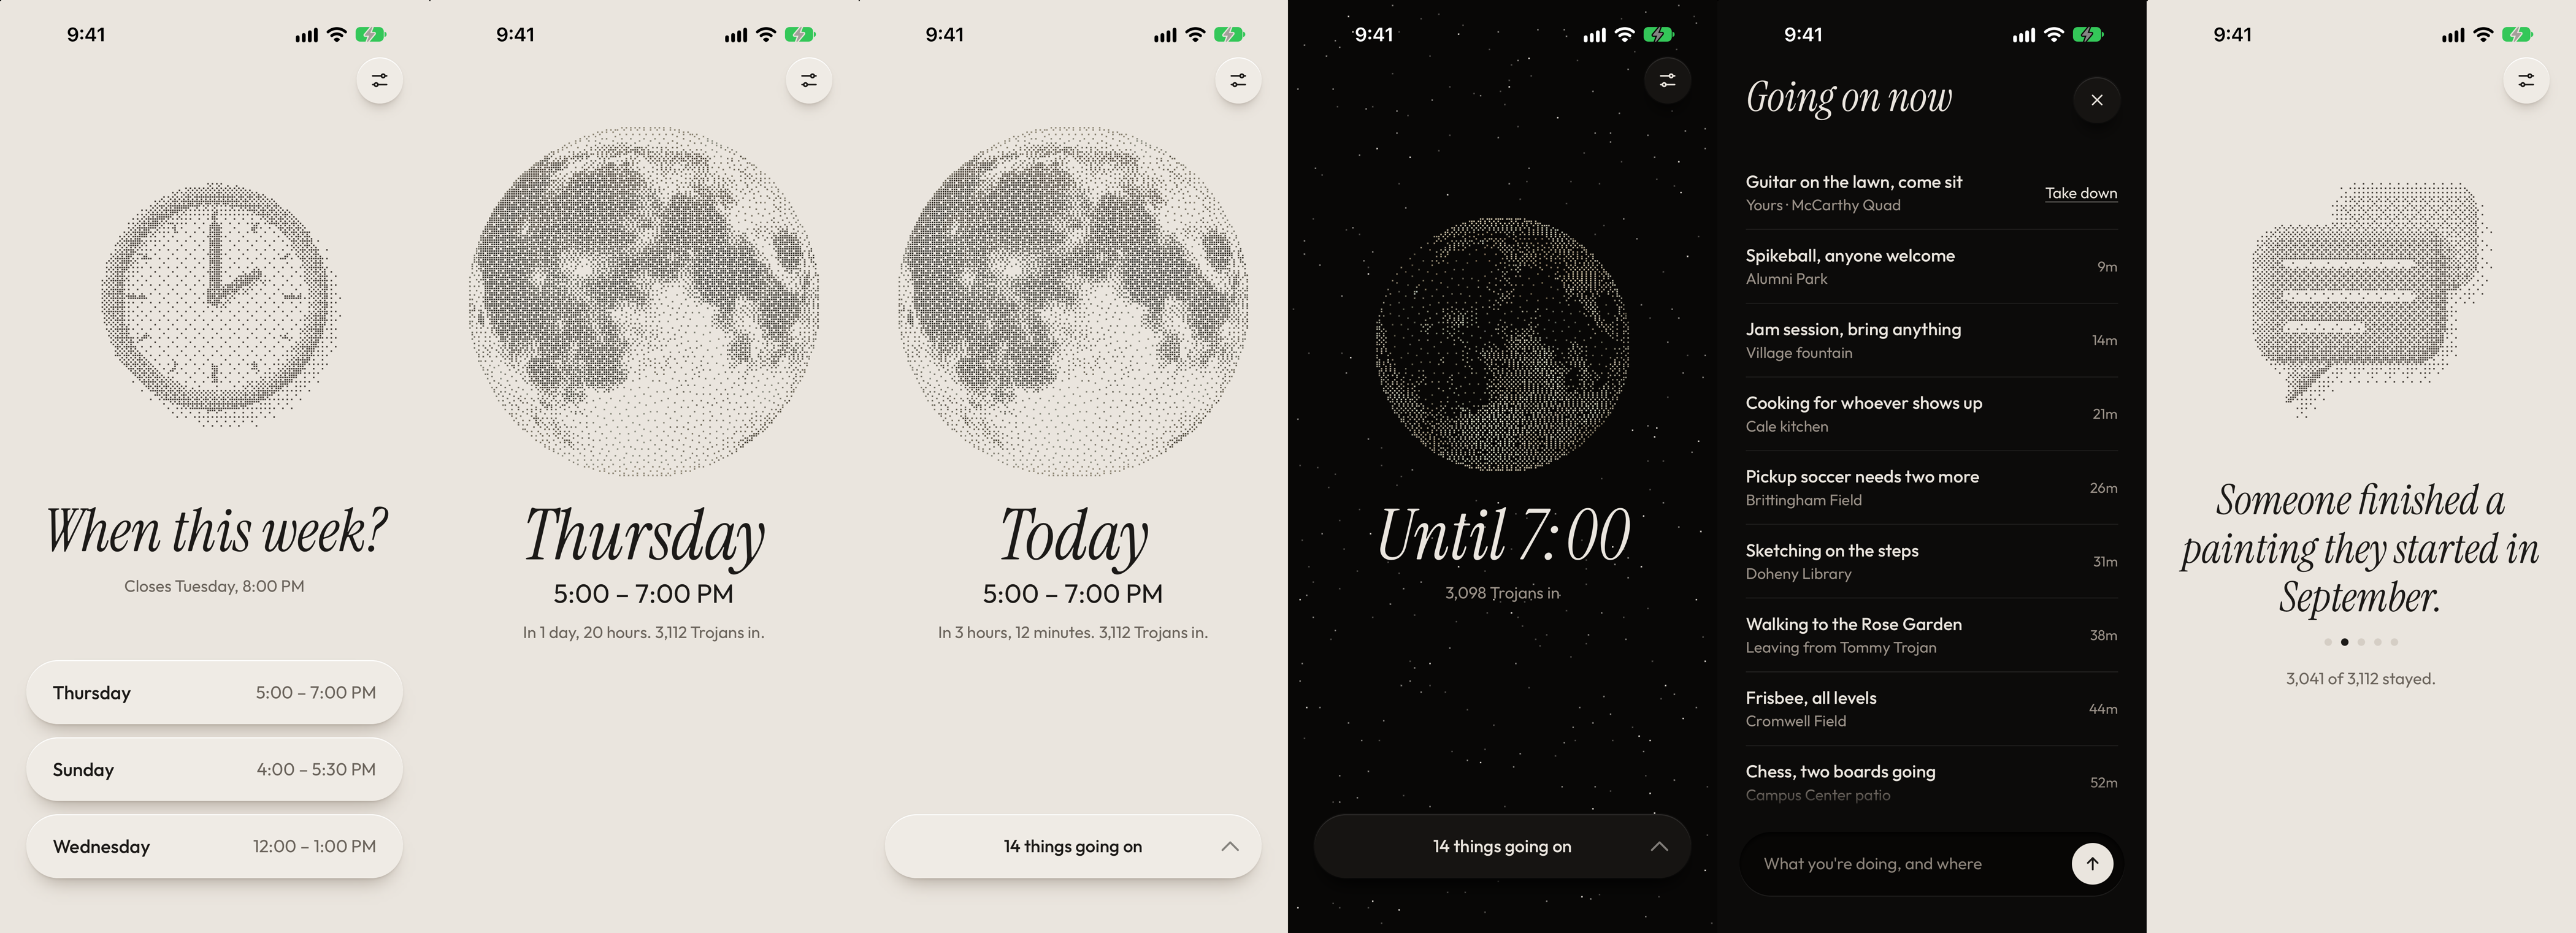 9:41
When this week?
Closes Tuesday, 8:00 PM
Thursday 5:00 – 7:00 PM
Sunday 4:00 – 5:30 PM
Wednesday 12:00 – 1:00 PM
9:41
Thursday
5:00 – 7:00 PM
In 1 day, 20 hours. 3,112 Trojans in.
9:41
Today
5:00 – 7:00 PM
In 3 hours, 12 minutes. 3,112 Trojans in.
14 things going on
9:41
Until 7:00
3,098 Trojans in
14 things going on
9:41
Going on now
Guitar on the lawn, come sit
Yours · McCarthy Quad
Take down
Spikeball, anyone welcome
Alumni Park
9m
Jam session, bring anything
Village fountain
14m
Cooking for whoever shows up
Cale kitchen
21m
Pickup soccer needs two more
Brittingham Field
26m
Sketching on the steps
Doheny Library
31m
Walking to the Rose Garden
Leaving from Tommy Trojan
38m
Frisbee, all levels
Cromwell Field
44m
Chess, two boards going
Campus Center patio
52m
What you're doing, and where
9:41
Someone finished a
painting they started in
September.
3,041 of 3,112 stayed.